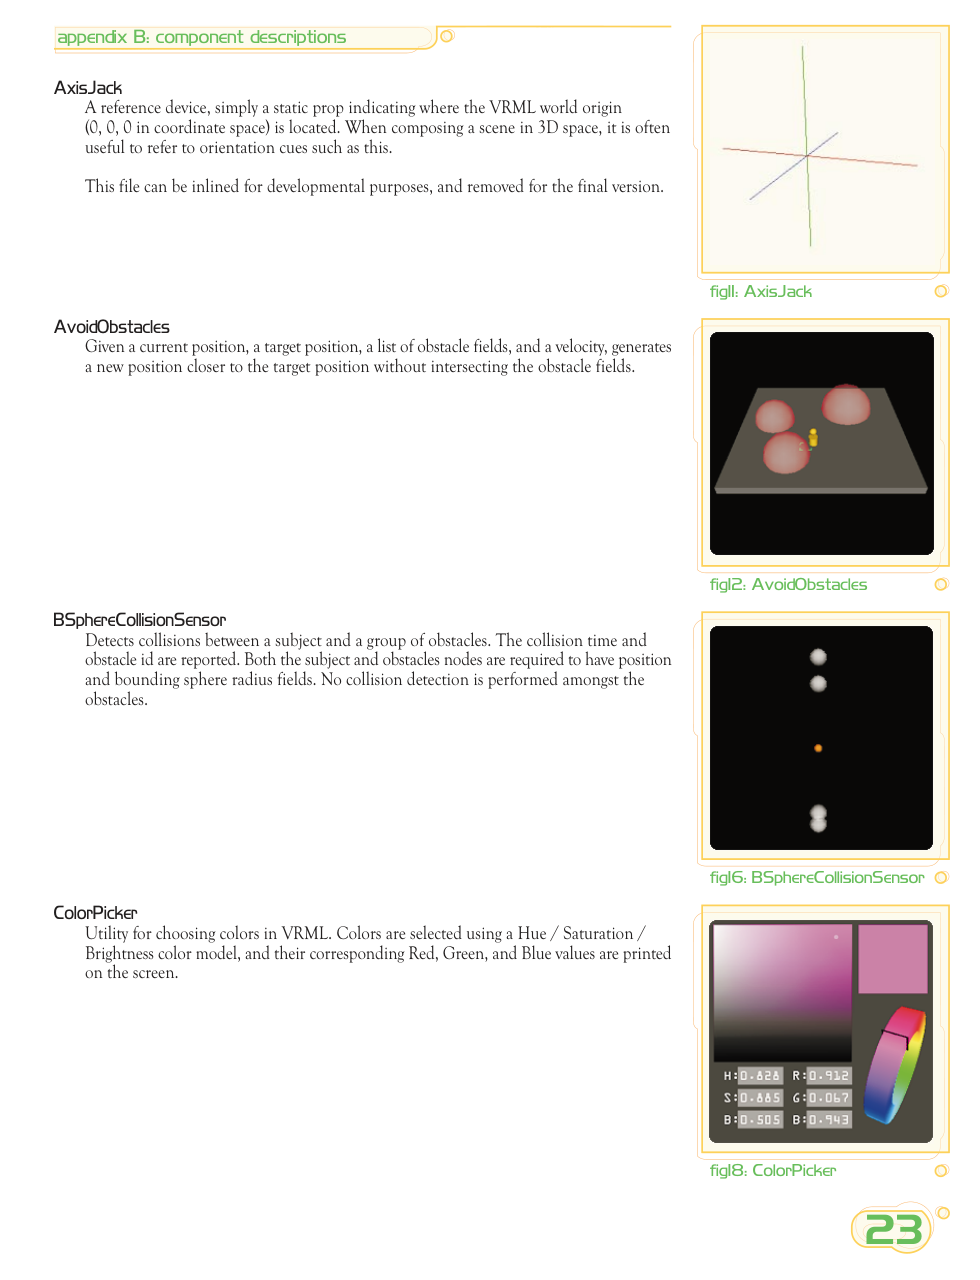 appendix B: component descriptions
AxisJack
A reference device, simply a static prop indicating where the VRML world origin
(0, 0, 0 in coordinate space) is located. When composing a scene in 3D space, it is often
useful to refer to orientation cues such as this.
This file can be inlined for developmental purposes, and removed for the final version.
fig11: AxisJack
AvoidObstacles
Given a current position, a target position, a list of obstacle fields, and a velocity, generates
a new position closer to the target position without intersecting the obstacle fields.
fig12: AvoidObstacles
BSphereCollisionSensor
Detects collisions between a subject and a group of obstacles. The collision time and
obstacle id are reported. Both the subject and obstacles nodes are required to have position
and bounding sphere radius fields. No collision detection is performed amongst the
obstacles.
fig16: BSphereCollisionSensor
ColorPicker
Utility for choosing colors in VRML. Colors are selected using a Hue / Saturation /
Brightness color model, and their corresponding Red, Green, and Blue values are printed
on the screen.
H:0.828 R:0.912
S:0.885 G:0.067
B:0.505 B:0.943
fig18: ColorPicker
23